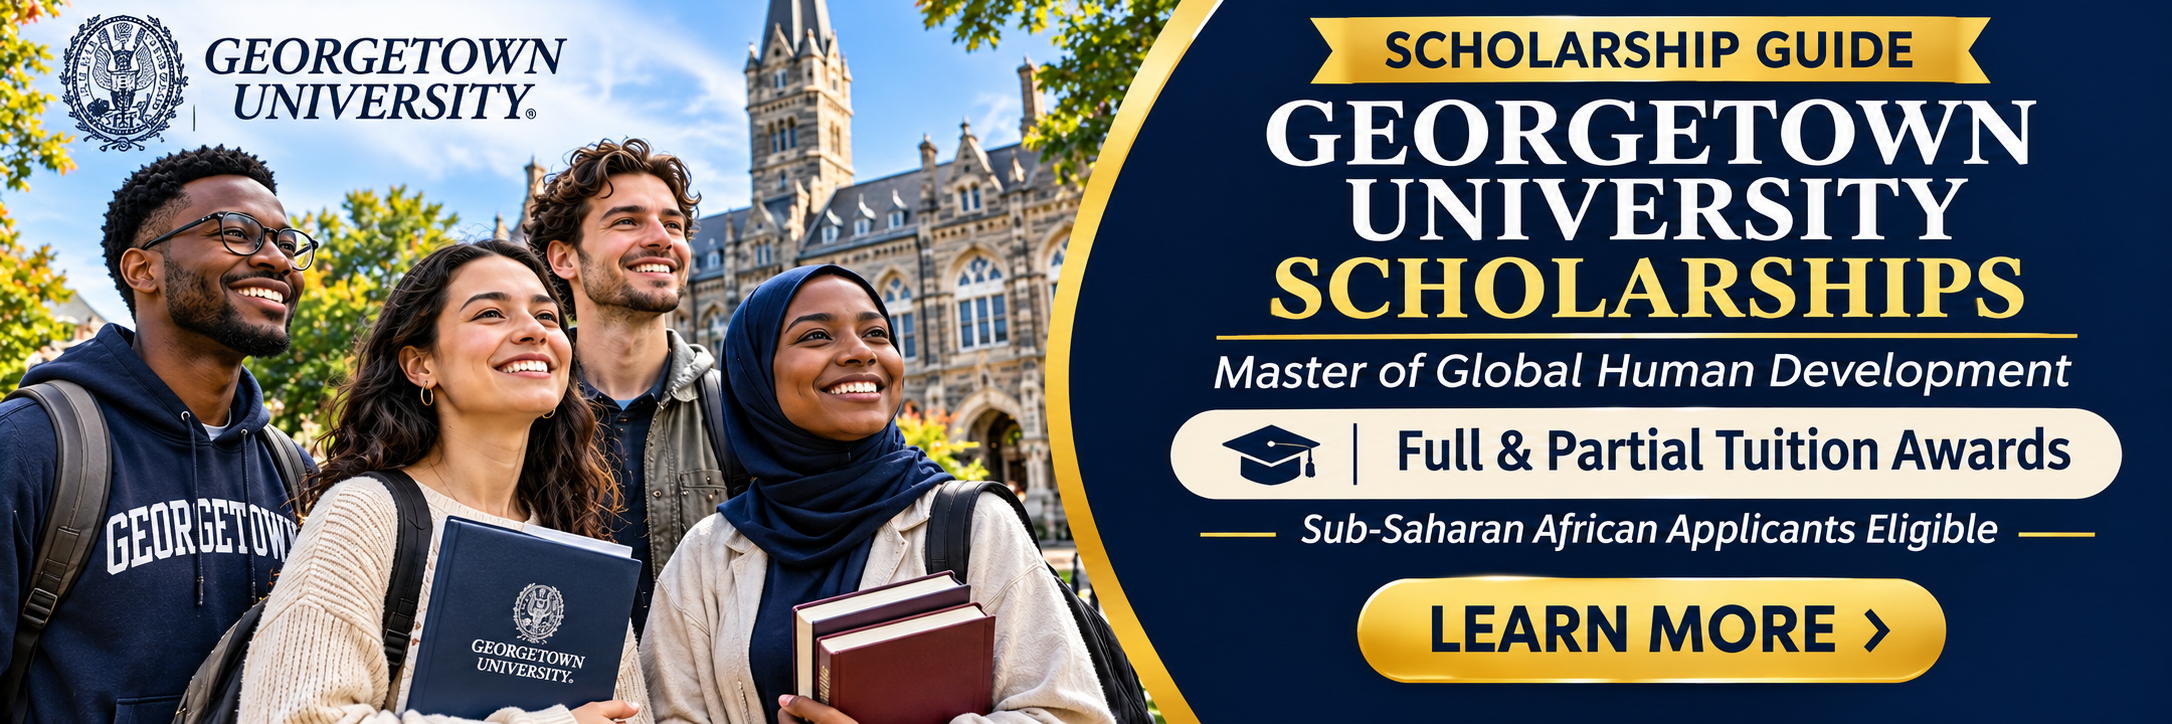 GEORGETOWN
UNIVERSITY®
GEORGETOWN
GEORGETOWN
UNIVERSITY.
SCHOLARSHIP GUIDE
GEORGETOWN
UNIVERSITY
SCHOLARSHIPS
Master of Global Human Development
Full & Partial Tuition Awards
Sub-Saharan African Applicants Eligible
LEARN MORE >